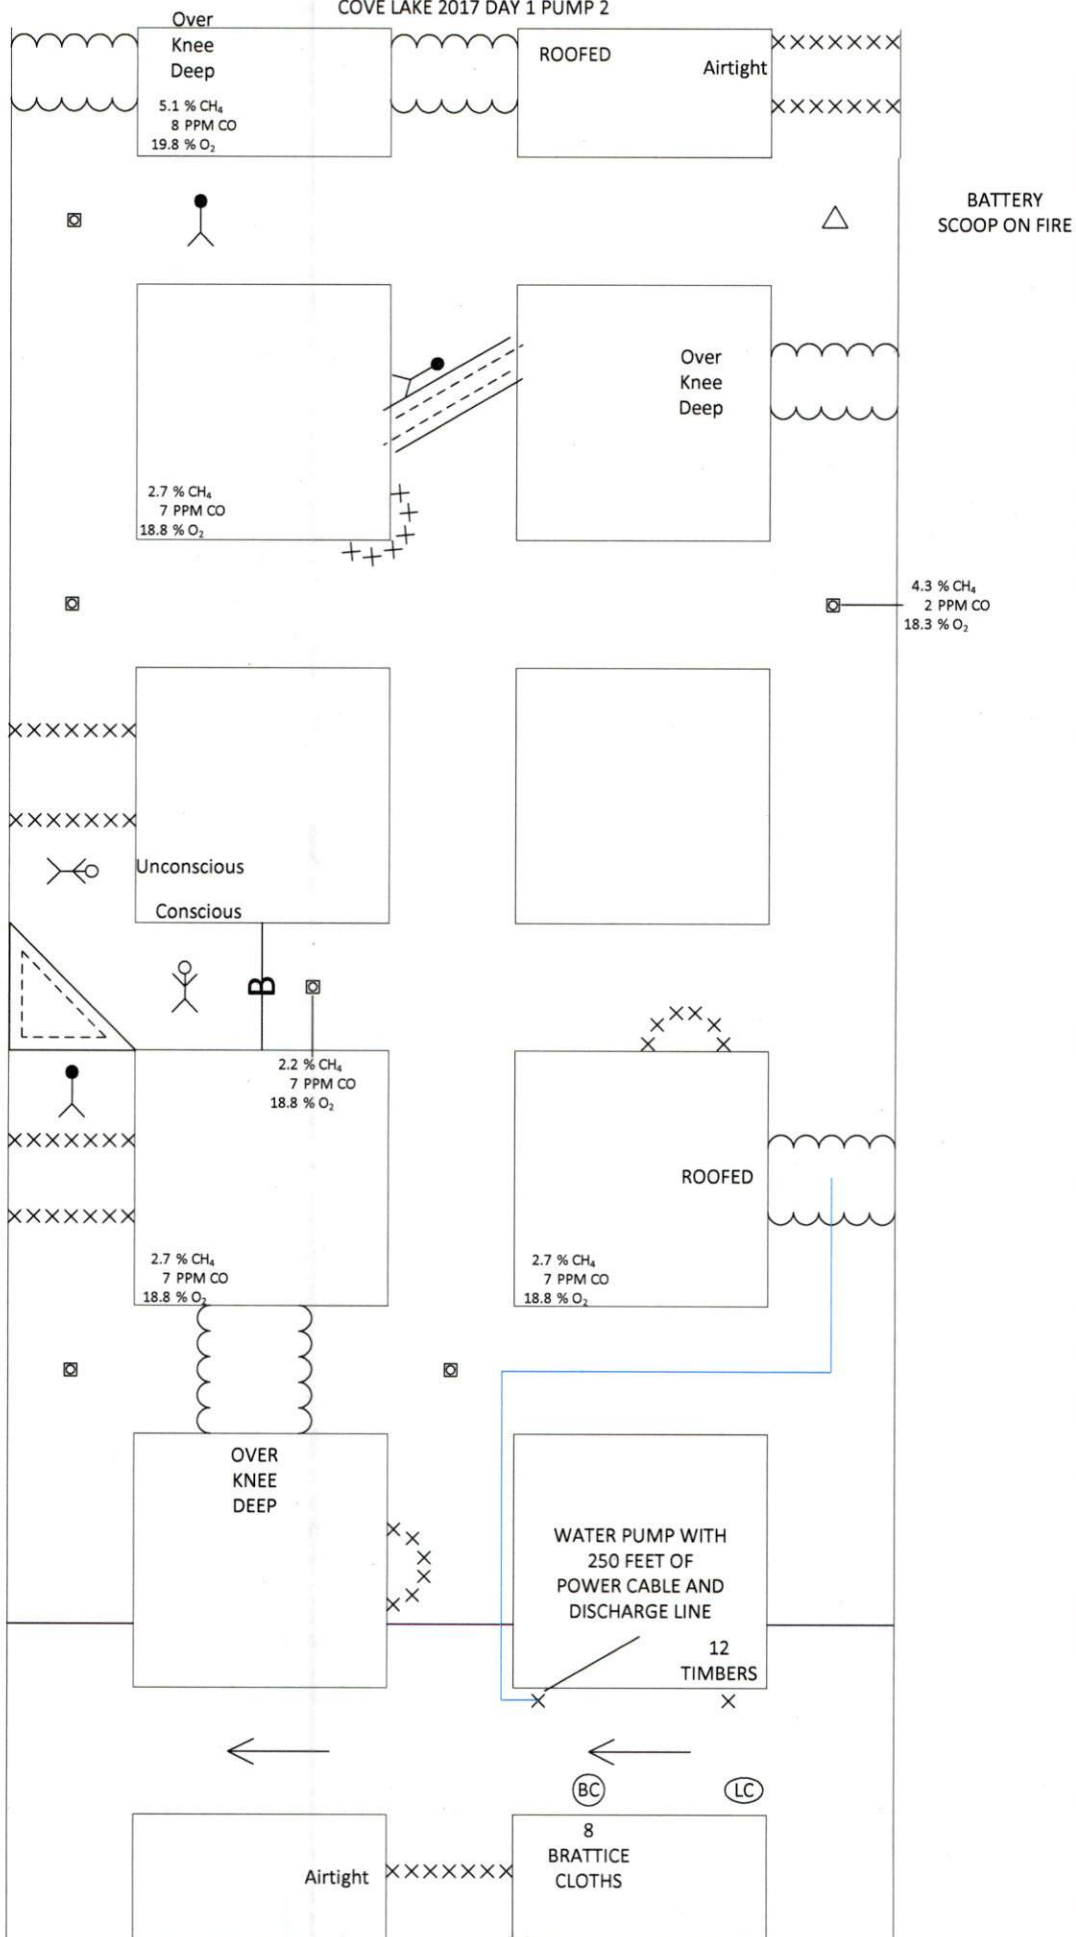 COVE LAKE 2017 DAY 1 PUMP 2
Over
Knee
Deep
5.1 % CH₄
8 PPM CO
19.8 % O₂
ROOFED
Airtight
BATTERY
SCOOP ON FIRE
Over
Knee
Deep
2.7 % CH₄
7 PPM CO
18.8 % O₂
4.3 % CH₄
2 PPM CO
18.3 % O₂
Unconscious
Conscious
B
2.2 % CH₄
7 PPM CO
18.8 % O₂
ROOFED
2.7 % CH₄
7 PPM CO
18.8 % O₂
2.7 % CH₄
7 PPM CO
18.8 % O₂
OVER
KNEE
DEEP
WATER PUMP WITH
250 FEET OF
POWER CABLE AND
DISCHARGE LINE
12
TIMBERS
BC
LC
8
BRATTICE
CLOTHS
Airtight